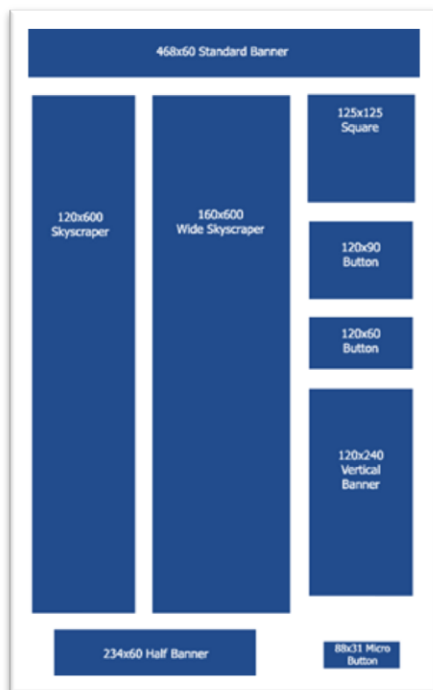 468x60 Standard Banner
125x125
Square
120x600
Skyscraper
160x600
Wide Skyscraper
120x90
Button
120x60
Button
120x240
Vertical
Banner
234x60 Half Banner
88x31 Micro
Button